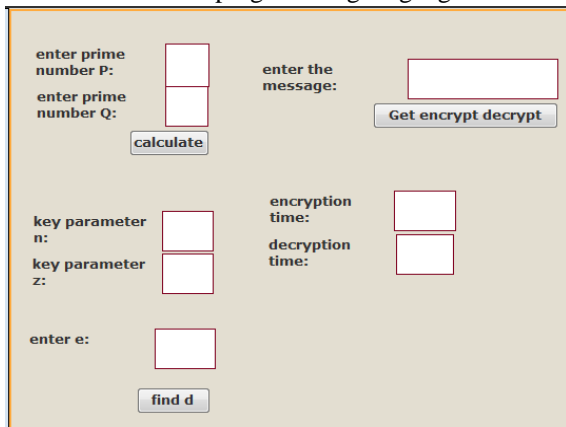 enter prime
number P:
enter prime
number Q:
calculate
enter the
message:
Get encrypt decrypt
key parameter
n:
key parameter
z:
encryption
time:
decryption
time:
enter e:
find d